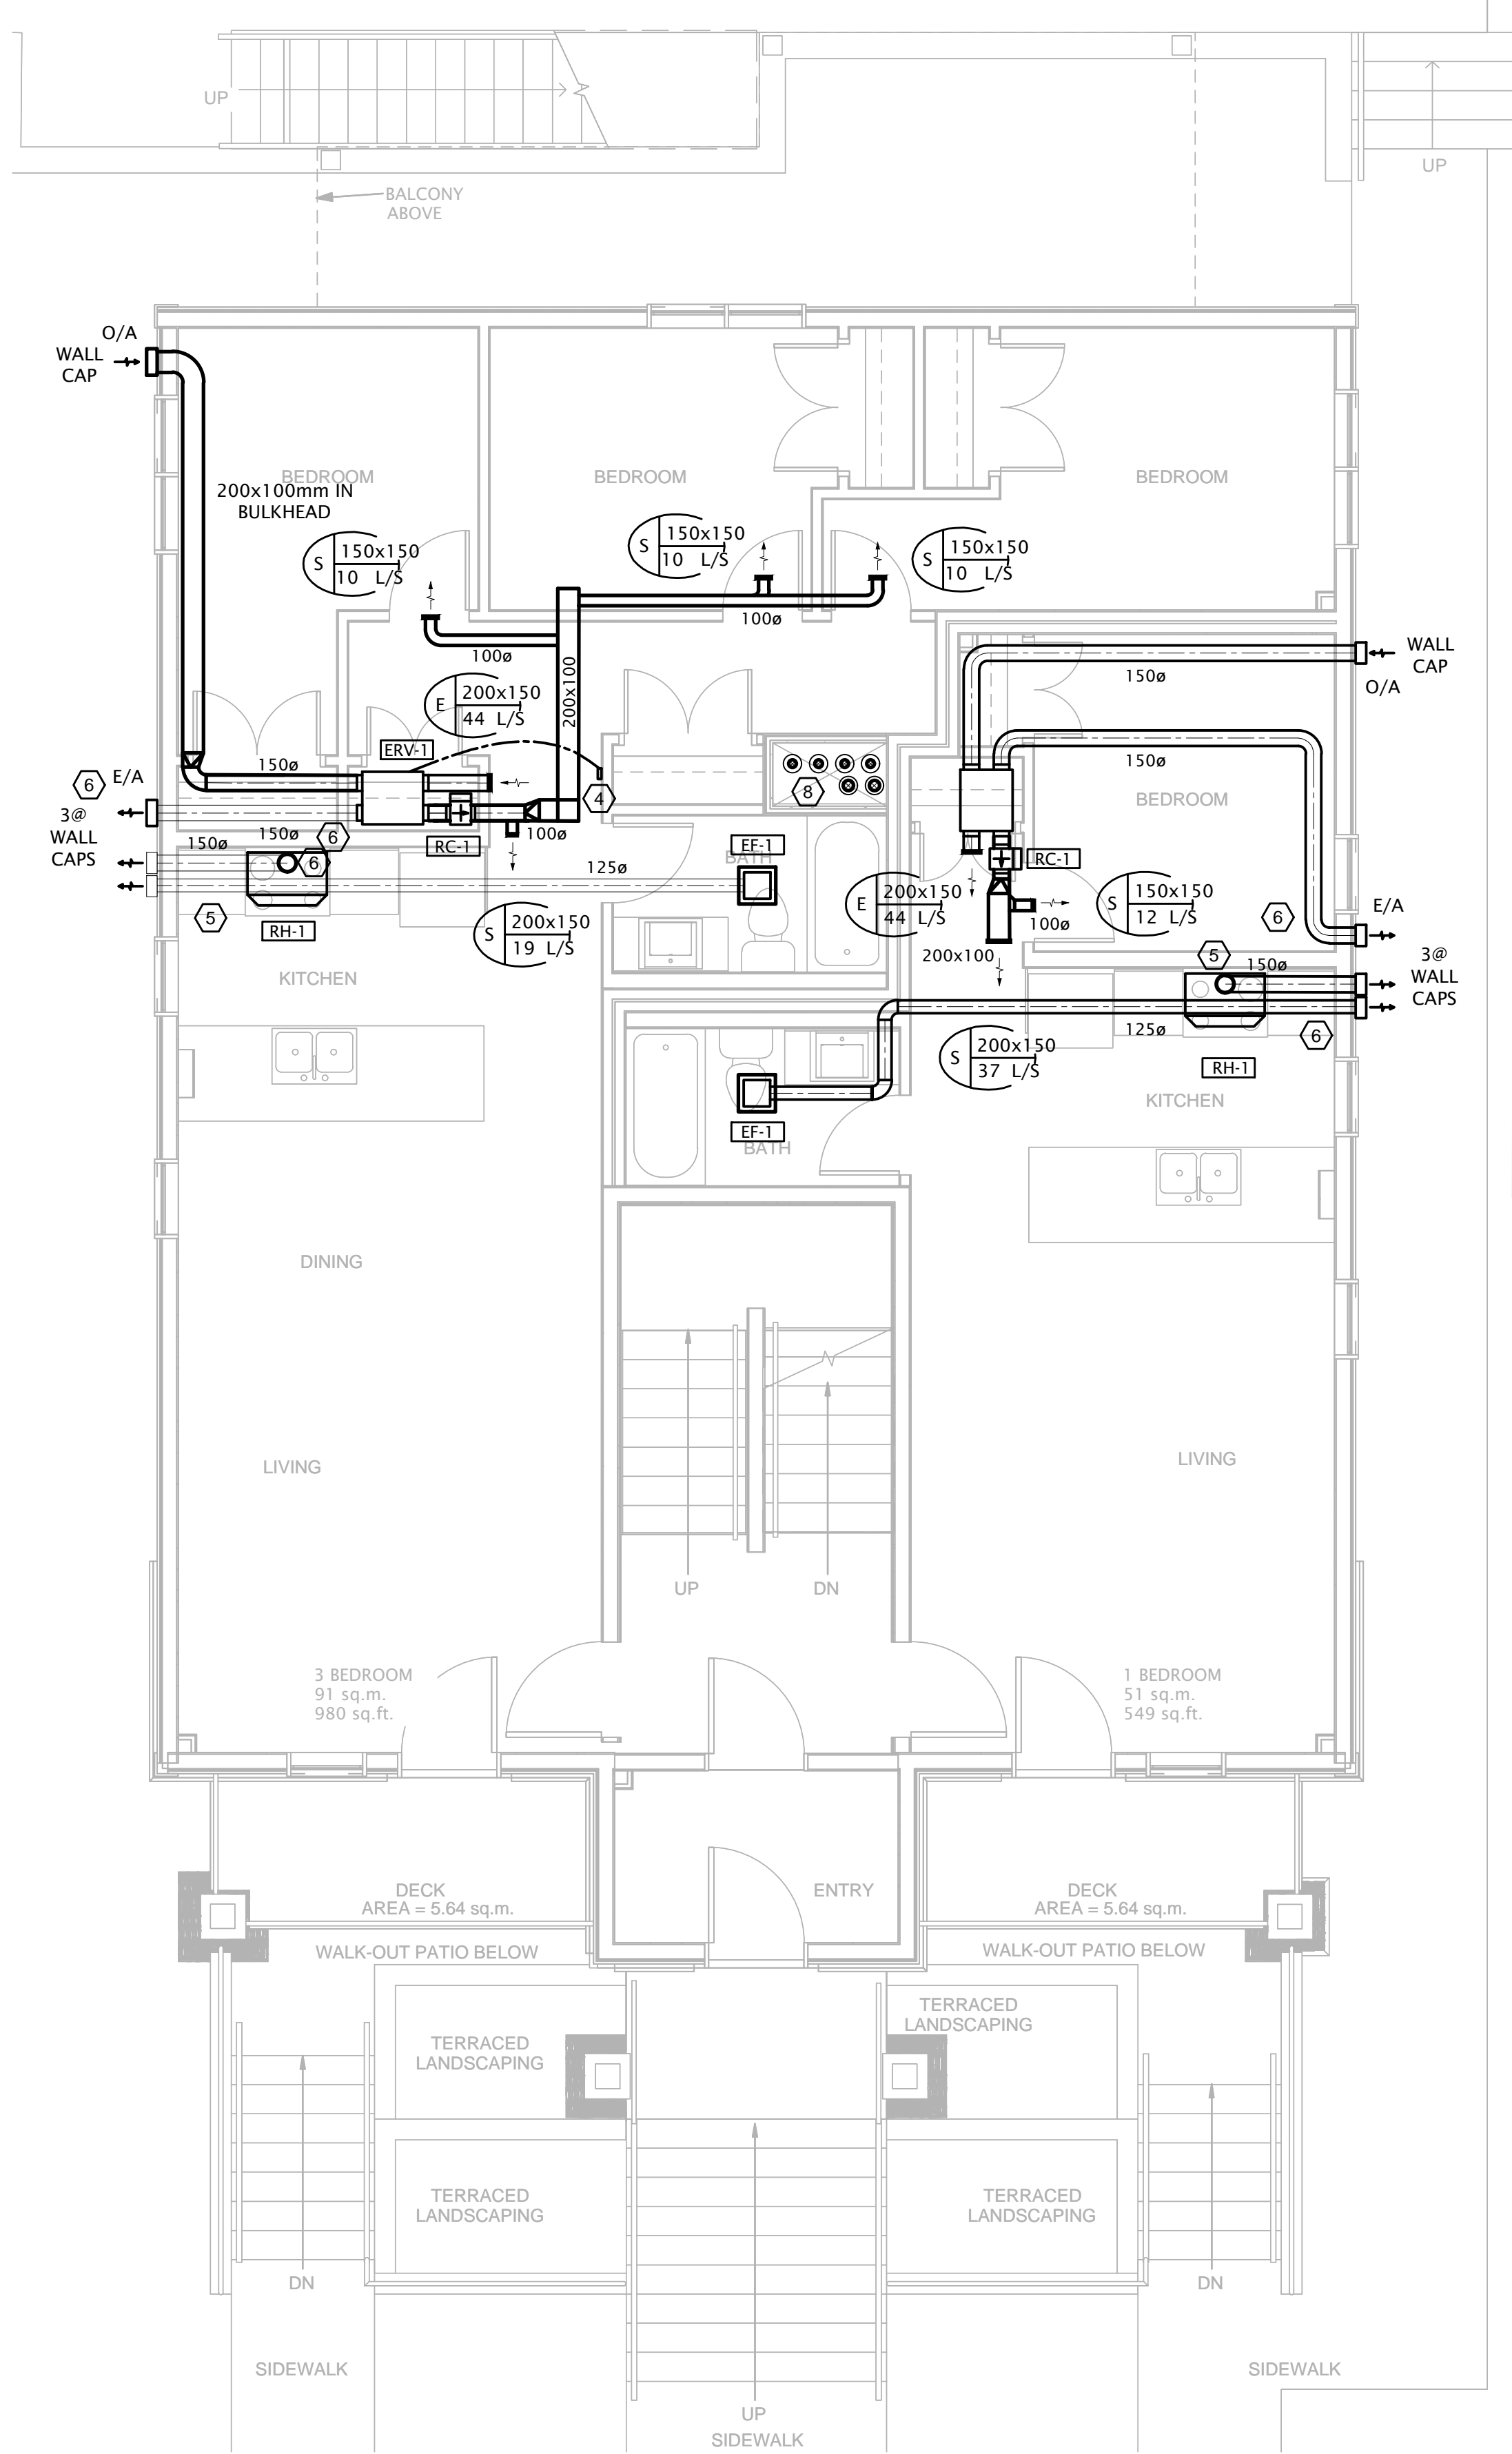 UP
UP
BALCONY
ABOVE
O/A
WALL
CAP
BEDROOM
BEDROOM
BEDROOM
200x100mm IN
BULKHEAD
S
150x150
10 L/S
S
150x150
10 L/S
S
150x150
10 L/S
100ø
100ø
200x100
E
200x150
44 L/S
ERV-1
150ø
WALL
CAP
O/A
150ø
150ø
BEDROOM
6
E/A
3@
WALL
CAPS
150ø
150ø
6
6
RC-1
100ø
4
8
EF-1
BATH
125ø
5
RH-1
S
200x150
19 L/S
KITCHEN
RC-1
E
200x150
44 L/S
S
150x150
12 L/S
100ø
200x100
6
E/A
3@
WALL
CAPS
5
150ø
125ø
6
S
200x150
37 L/S
RH-1
KITCHEN
EF-1
BATH
DINING
LIVING
LIVING
UP
DN
3 BEDROOM
91 sq.m.
980 sq.ft.
1 BEDROOM
51 sq.m.
549 sq.ft.
DECK
AREA = 5.64 sq.m.
ENTRY
DECK
AREA = 5.64 sq.m.
WALK-OUT PATIO BELOW
WALK-OUT PATIO BELOW
TERRACED
LANDSCAPING
TERRACED
LANDSCAPING
TERRACED
LANDSCAPING
TERRACED
LANDSCAPING
DN
DN
SIDEWALK
SIDEWALK
UP
SIDEWALK